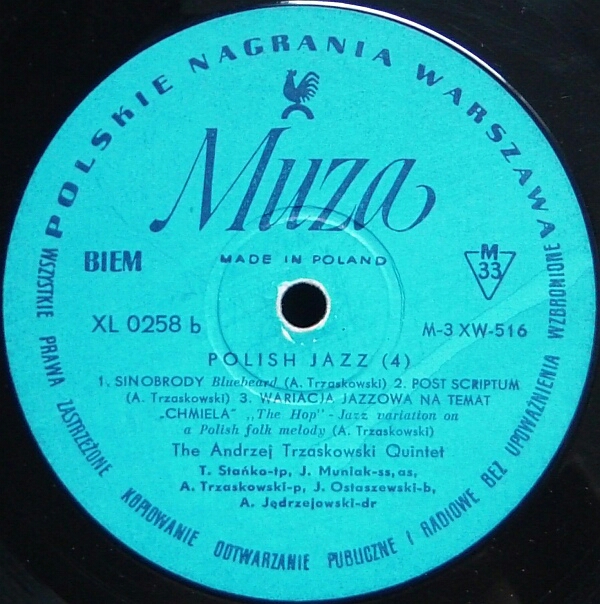 POLSKIE NAGRANIA WARSZAWA
Muza
BIEM
MADE IN POLAND
M
33
XL 0258 b
M-3 XW-516
POLISH JAZZ (4)
1. SINOBRODY Bluebeard (A. Trzaskowski) 2. POST SCRIPTUM
(A. Trzaskowski) 3. WARIACJA JAZZOWA NA TEMAT
„CHMIELA" „The Hop" - Jazz variation on
a Polish folk melody (A. Trzaskowski)
The Andrzej Trzaskowski Quintet
T. Stańko-tp, J. Muniak-ss, as,
A. Trzaskowski-p, J. Ostaszewski-b,
A. Jędrzejowski-dr
WSZYSTKIE PRAWA ZASTRZEŻONE KOPIOWANIE ODTWARZANIE PUBLICZNE I RADIOWE BEZ UPOWAŻNIENIA WZBRONIONE